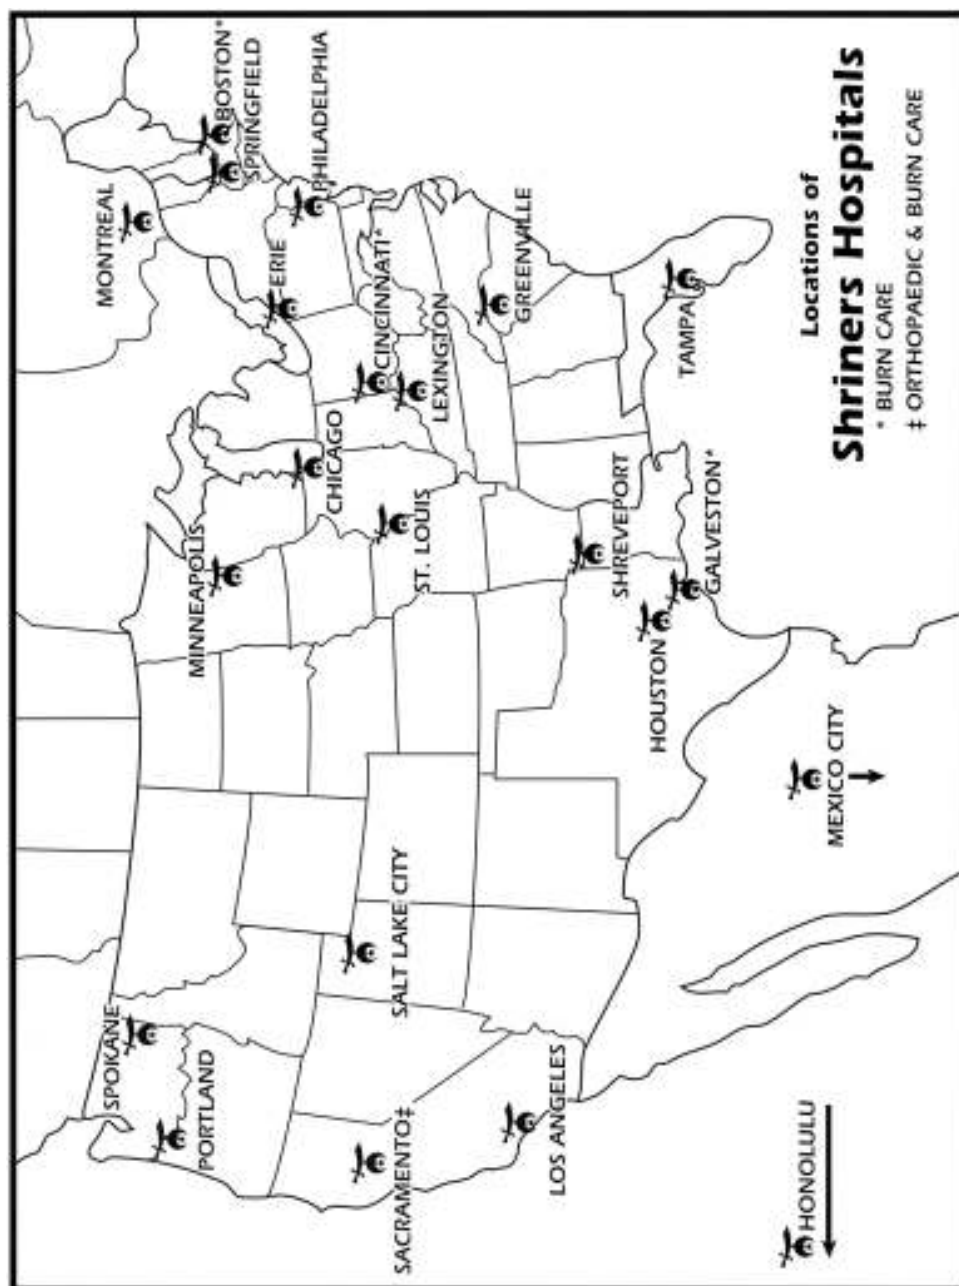 MONTREAL
BOSTON*
SPRINGFIELD
SPOKANE
PORTLAND
MINNEAPOLIS
ERIE
PHILADELPHIA
CHICAGO
CINCINNATI*
LEXINGTON
SALT LAKE CITY
ST. LOUIS
SACRAMENTO‡
GREENVILLE
LOS ANGELES
SHREVEPORT
HOUSTON
GALVESTON*
TAMPA
HONOLULU
MEXICO CITY
Locations of
Shriners Hospitals
* BURN CARE
‡ ORTHOPAEDIC & BURN CARE